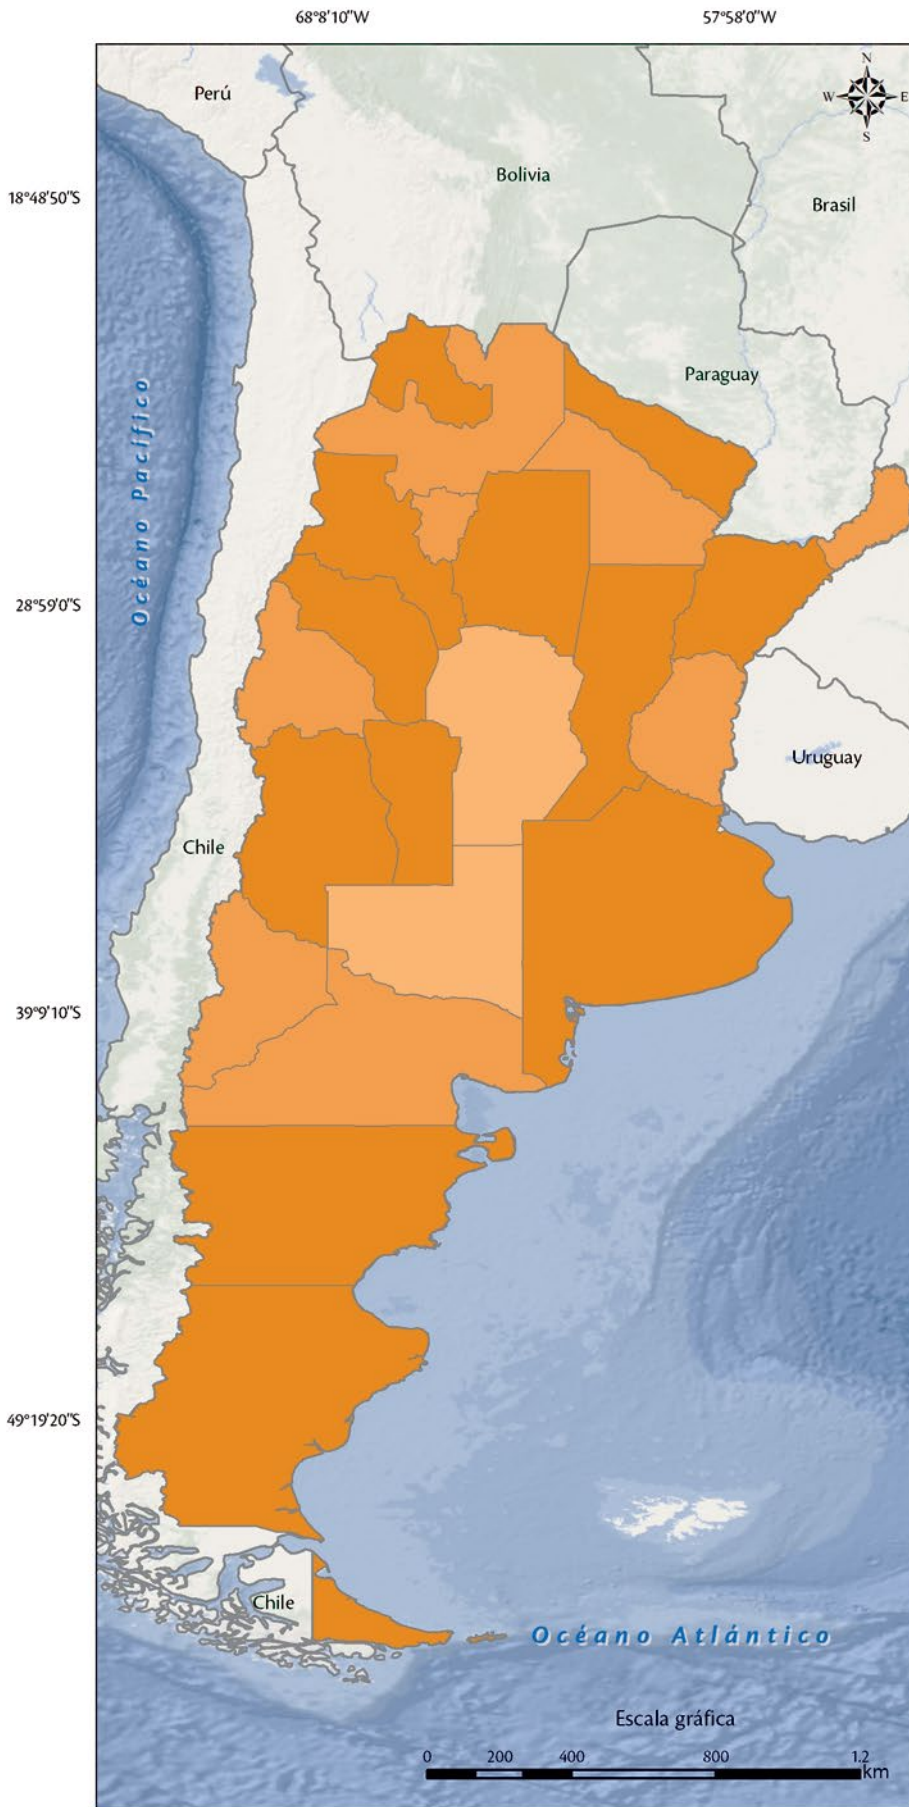 68°8'10"W
57°58'0"W
N
W
E
S
Perú
Bolivia
Brasil
18°48'50"S
Paraguay
Océano Pacífico
28°59'0"S
Uruguay
Chile
39°9'10"S
49°19'20"S
Chile
Océano Atlántico
Escala gráfica
0 200 400 800 1.2
km